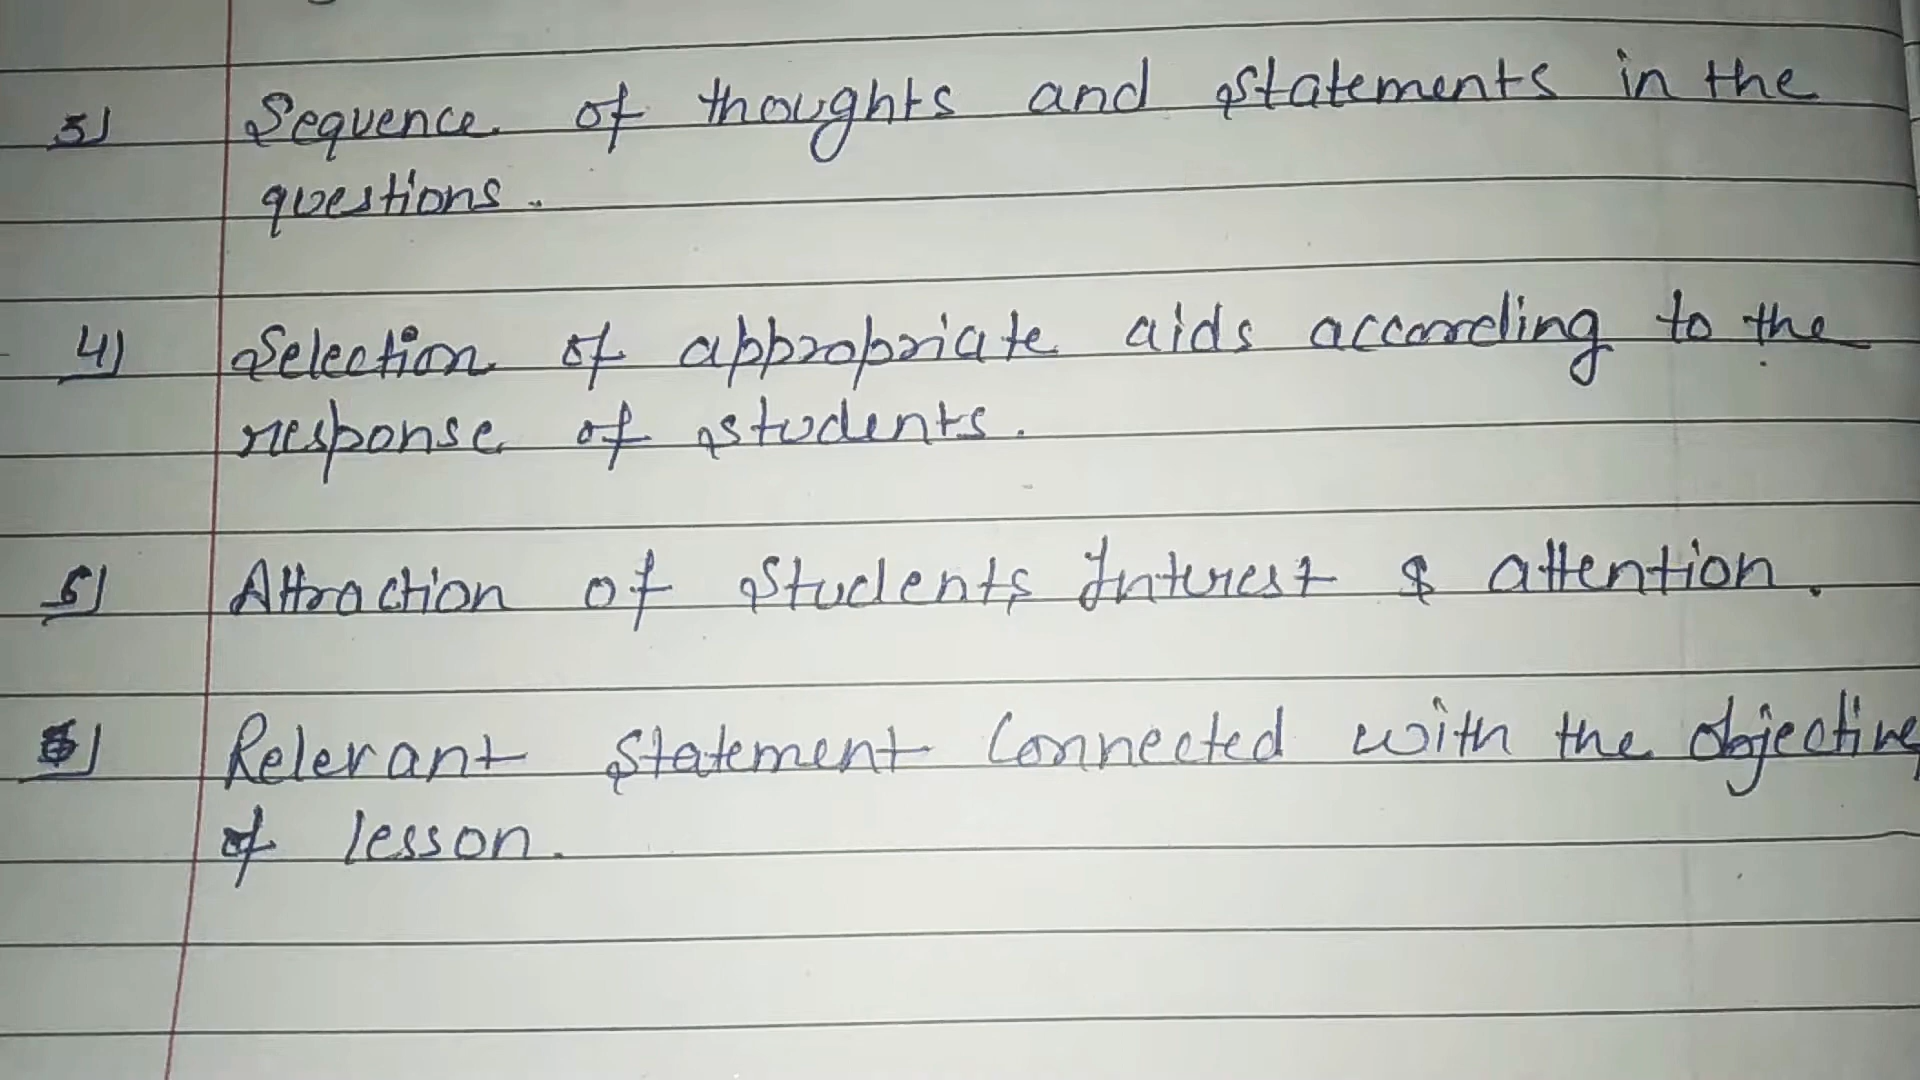 3) Sequence of thoughts and statements in the
questions.
4) Selection of appropriate aids according to the
response of students.
5) Attraction of Students Interest & attention.
6) Relevant Statement Connected with the objective
of lesson.